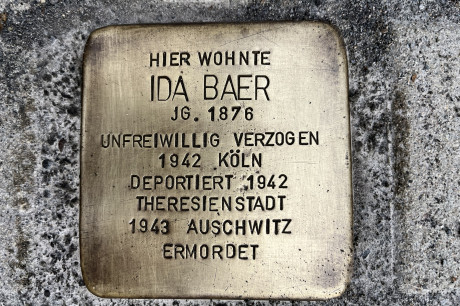 HIER WOHNTE
IDA BAER
JG. 1876
UNFREIWILLIG VERZOGEN
1942 KÖLN
DEPORTIERT 1942
THERESIENSTADT
1943 AUSCHWITZ
ERMORDET